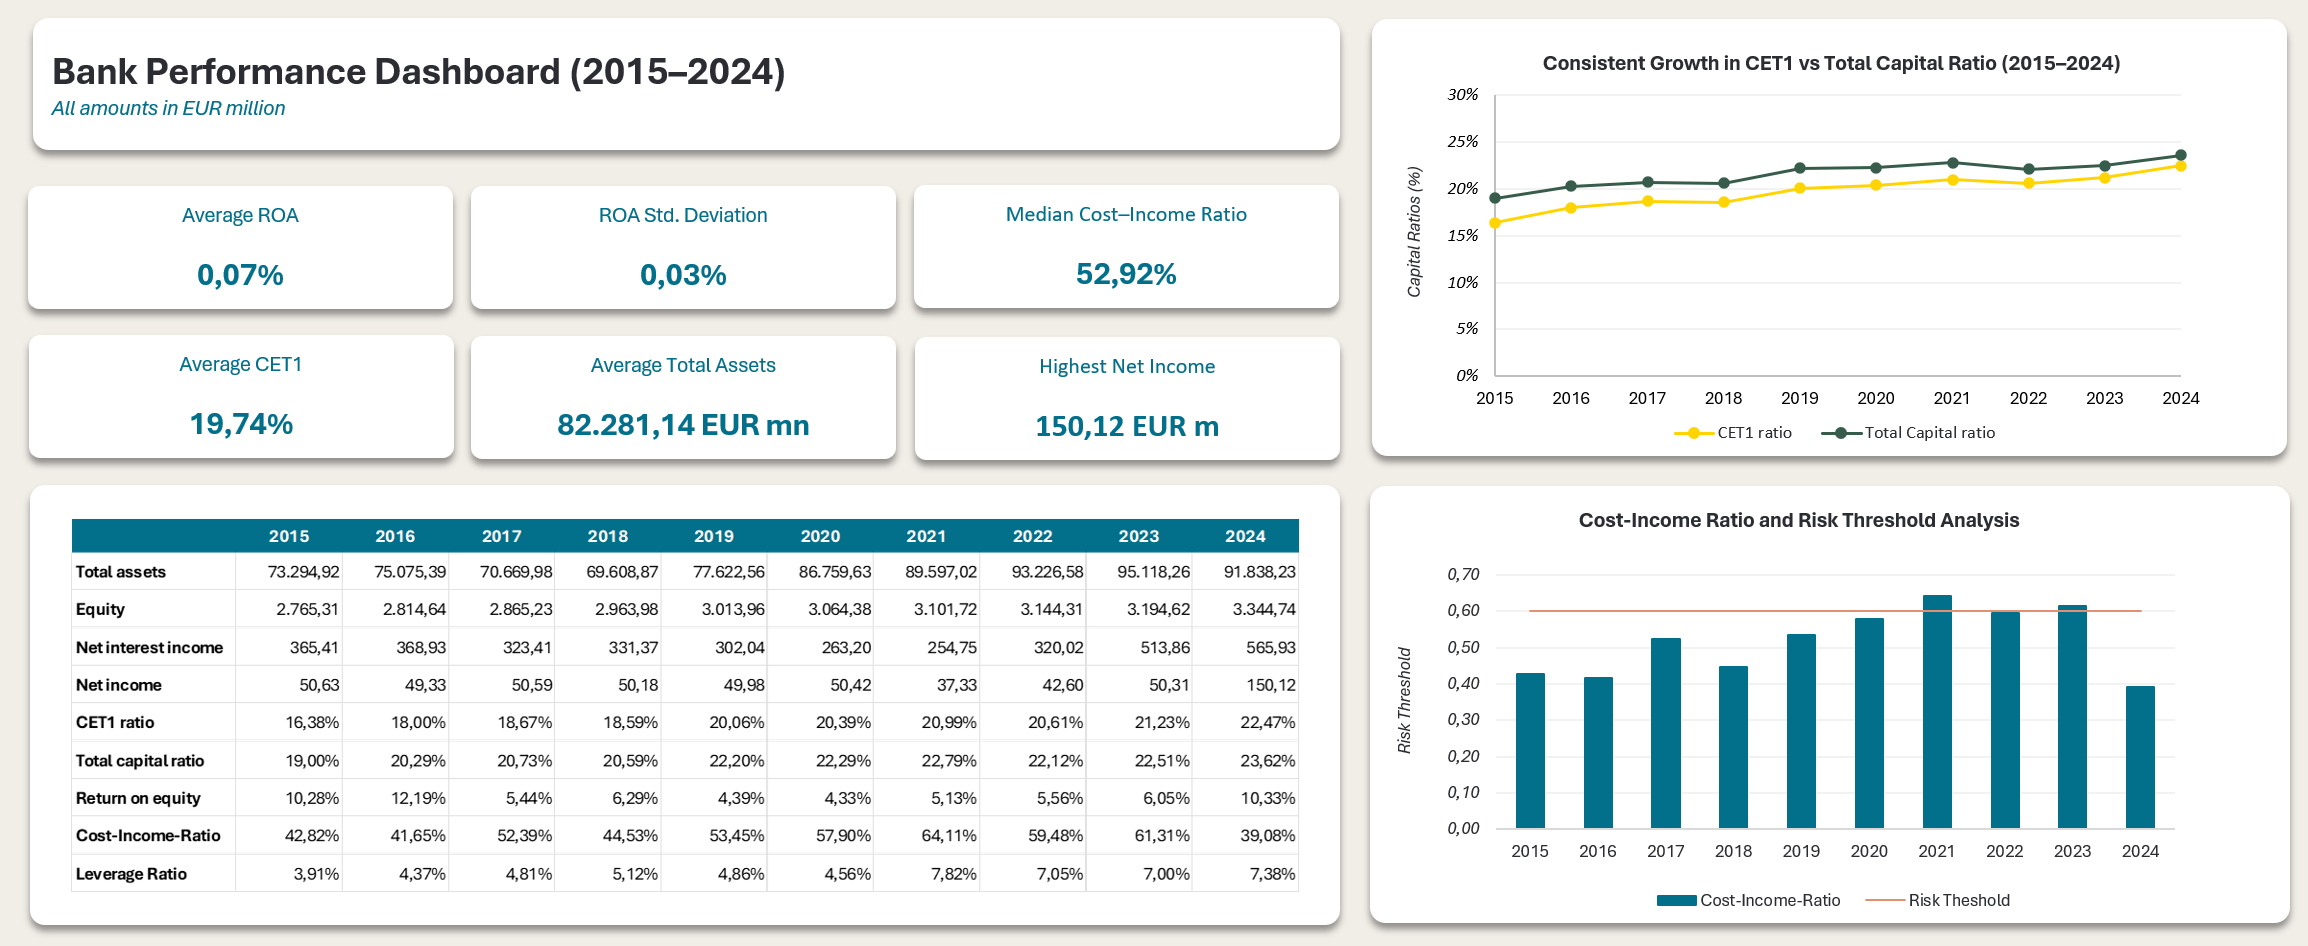 Bank Performance Dashboard (2015–2024)
All amounts in EUR million
Average ROA
0,07%
ROA Std. Deviation
0,03%
Median Cost–Income Ratio
52,92%
Average CET1
19,74%
Average Total Assets
82.281,14 EUR mn
Highest Net Income
150,12 EUR m
2015 2016 2017 2018 2019 2020 2021 2022 2023 2024
Total assets 73.294,92 75.075,39 70.669,98 69.608,87 77.622,56 86.759,63 89.597,02 93.226,58 95.118,26 91.838,23
Equity 2.765,31 2.814,64 2.865,23 2.963,98 3.013,96 3.064,38 3.101,72 3.144,31 3.194,62 3.344,74
Net interest income 365,41 368,93 323,41 331,37 302,04 263,20 254,75 320,02 513,86 565,93
Net income 50,63 49,33 50,59 50,18 49,98 50,42 37,33 42,60 50,31 150,12
CET1 ratio 16,38% 18,00% 18,67% 18,59% 20,06% 20,39% 20,99% 20,61% 21,23% 22,47%
Total capital ratio 19,00% 20,29% 20,73% 20,59% 22,20% 22,29% 22,79% 22,12% 22,51% 23,62%
Return on equity 10,28% 12,19% 5,44% 6,29% 4,39% 4,33% 5,13% 5,56% 6,05% 10,33%
Cost-Income-Ratio 42,82% 41,65% 52,39% 44,53% 53,45% 57,90% 64,11% 59,48% 61,31% 39,08%
Leverage Ratio 3,91% 4,37% 4,81% 5,12% 4,86% 4,56% 7,82% 7,05% 7,00% 7,38%
Consistent Growth in CET1 vs Total Capital Ratio (2015–2024)
Capital Ratios (%)
30%
25%
20%
15%
10%
5%
0%
2015 2016 2017 2018 2019 2020 2021 2022 2023 2024
CET1 ratio Total Capital ratio
Cost-Income Ratio and Risk Threshold Analysis
Risk Threshold
0,70
0,60
0,50
0,40
0,30
0,20
0,10
0,00
2015 2016 2017 2018 2019 2020 2021 2022 2023 2024
Cost-Income-Ratio Risk Theshold